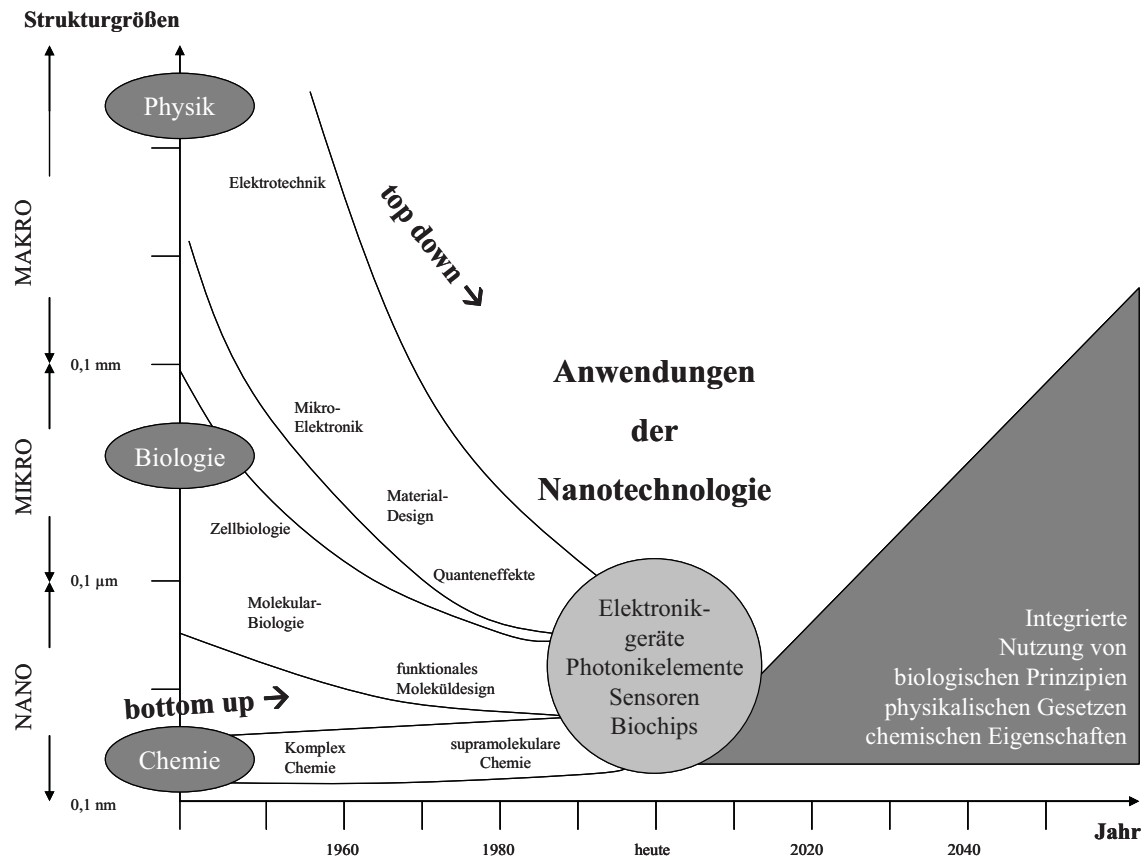 Strukturgrößen
Physik
Elektrotechnik
top down →
MAKRO
0,1 mm
Anwendungen
der
Nanotechnologie
Mikro-
Elektronik
Biologie
MIKRO
Material-
Design
Zellbiologie
Quanteneffekte
0,1 µm
Molekular-
Biologie
Elektronik-
geräte
Photonikelemente
Sensoren
Biochips
Integrierte
Nutzung von
biologischen Prinzipien
physikalischen Gesetzen
chemischen Eigenschaften
funktionales
Moleküldesign
NANO
bottom up →
Chemie
Komplex
Chemie
supramolekulare
Chemie
0,1 nm
Jahr
1960
1980
heute
2020
2040